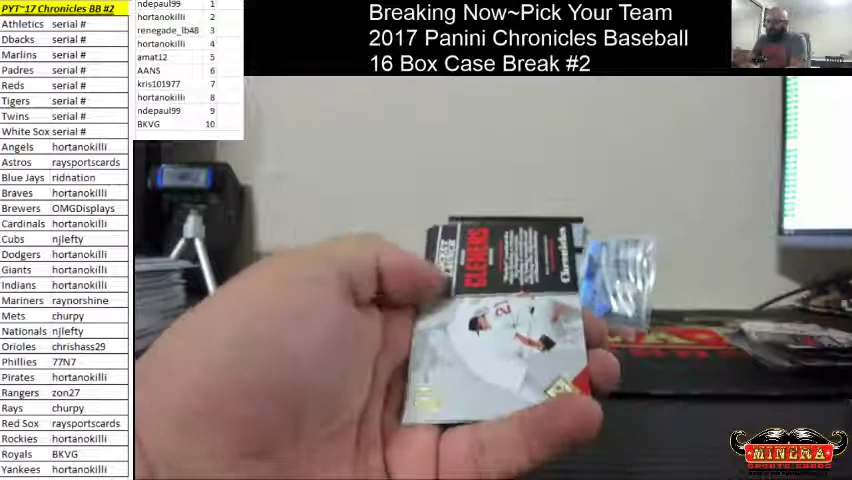 PYT~17 Chronicles BB #2
Athletics serial #
Dbacks serial #
Marlins serial #
Padres serial #
Reds serial #
Tigers serial #
Twins serial #
White Sox serial #
Angels hortanokilli
Astros raysportscards
Blue Jays ridnation
Braves hortanokilli
Brewers OMGDisplays
Cardinals hortanokilli
Cubs njlefty
Dodgers hortanokilli
Giants hortanokilli
Indians hortanokilli
Mariners raynorshine
Mets churpy
Nationals njlefty
Orioles chrishass29
Phillies 77N7
Pirates hortanokilli
Rangers zon27
Rays churpy
Red Sox raysportscards
Rockies hortanokilli
Royals BKVG
Yankees hortanokilli
ndepaul99 1
hortanokilli 2
renegade_lb48 3
hortanokilli 4
amat12 5
AANS 6
kris101977 7
hortanokilli 8
ndepaul99 9
BKVG 10
Breaking Now~Pick Your Team
2017 Panini Chronicles Baseball
16 Box Case Break #2
CLEMENS
Chronicles
21
MINERA
SPORTS CARDS